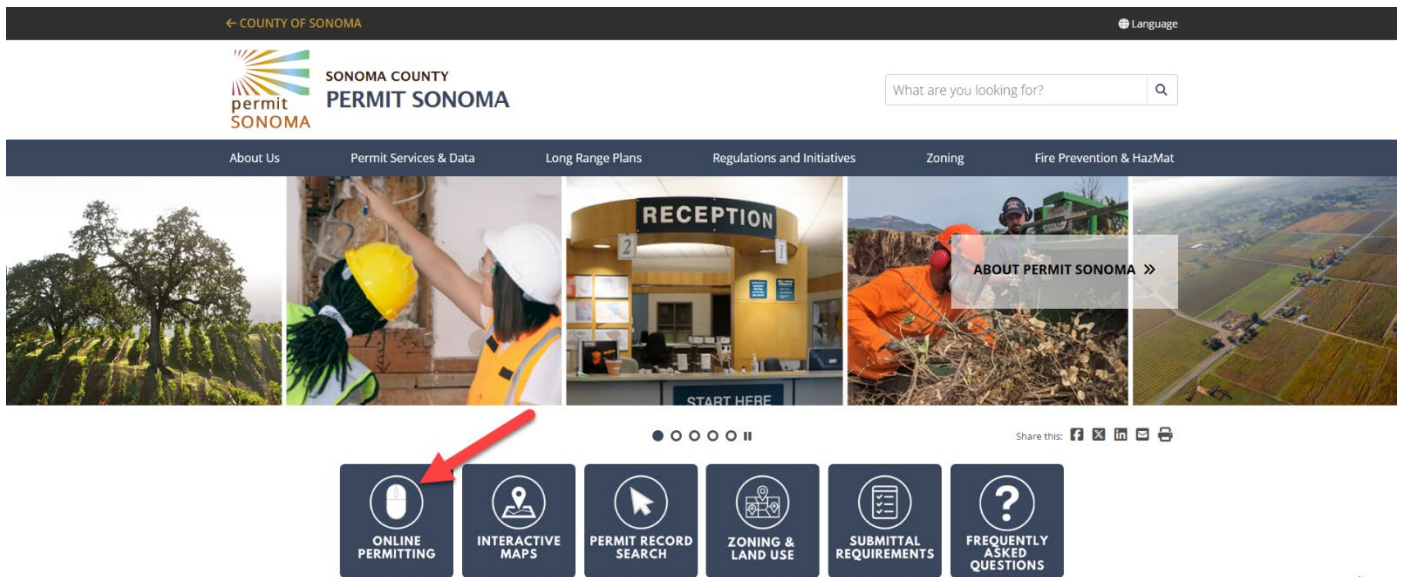 ← COUNTY OF SONOMA
Language
permit
SONOMA
SONOMA COUNTY
PERMIT SONOMA
What are you looking for?
About Us Permit Services & Data Long Range Plans Regulations and Initiatives Zoning Fire Prevention & HazMat
RECEPTION
2
1
START HERE
ABOUT PERMIT SONOMA »
Share this:
ONLINE
PERMITTING
INTERACTIVE
MAPS
PERMIT RECORD
SEARCH
ZONING &
LAND USE
SUBMITTAL
REQUIREMENTS
?
FREQUENTLY
ASKED
QUESTIONS